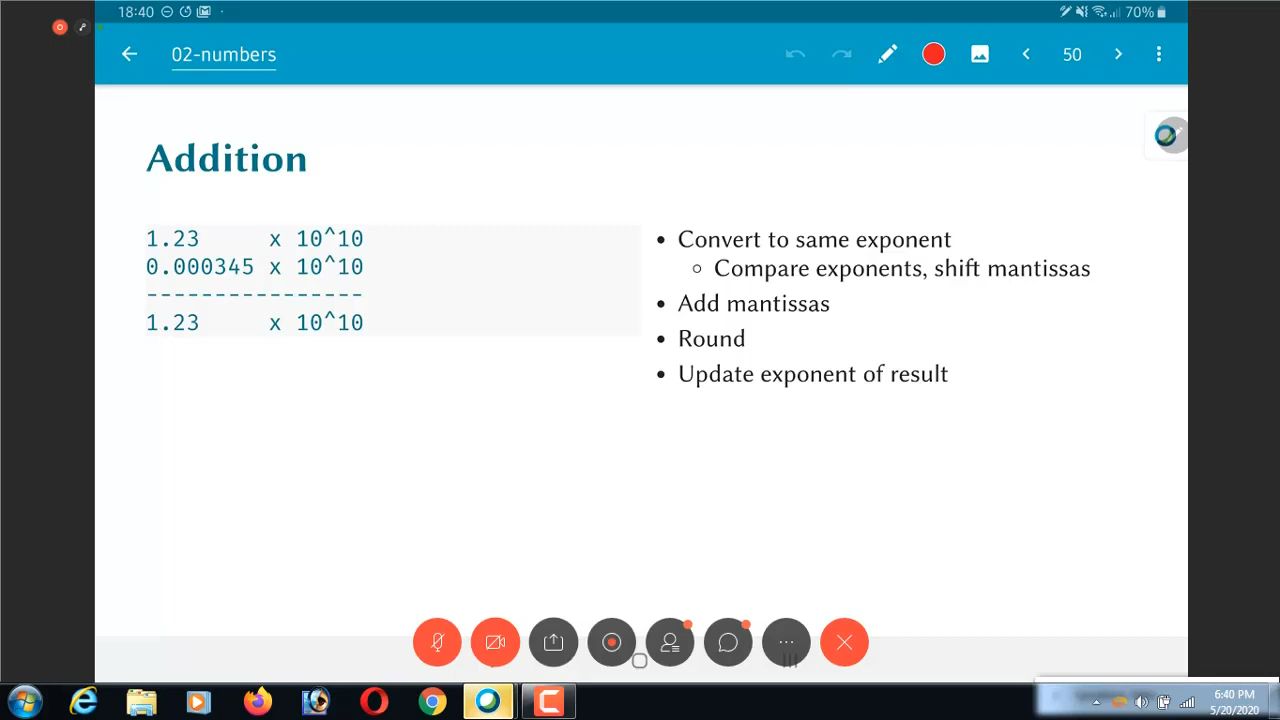 18:40
70%
02-numbers
50
Addition
1.23      x 10^10
0.000345 x 10^10
----------------
1.23      x 10^10
• Convert to same exponent
◦ Compare exponents, shift mantissas
• Add mantissas
• Round
• Update exponent of result
6:40 PM
5/20/2020